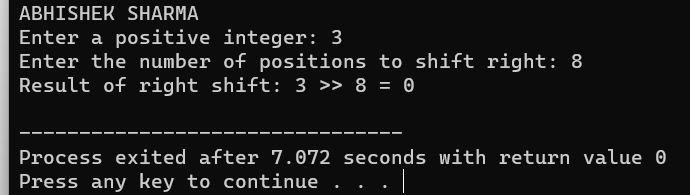 ABHISHEK SHARMA
Enter a positive integer: 3
Enter the number of positions to shift right: 8
Result of right shift: 3 >> 8 = 0
--------------------------------
Process exited after 7.072 seconds with return value 0
Press any key to continue . . .